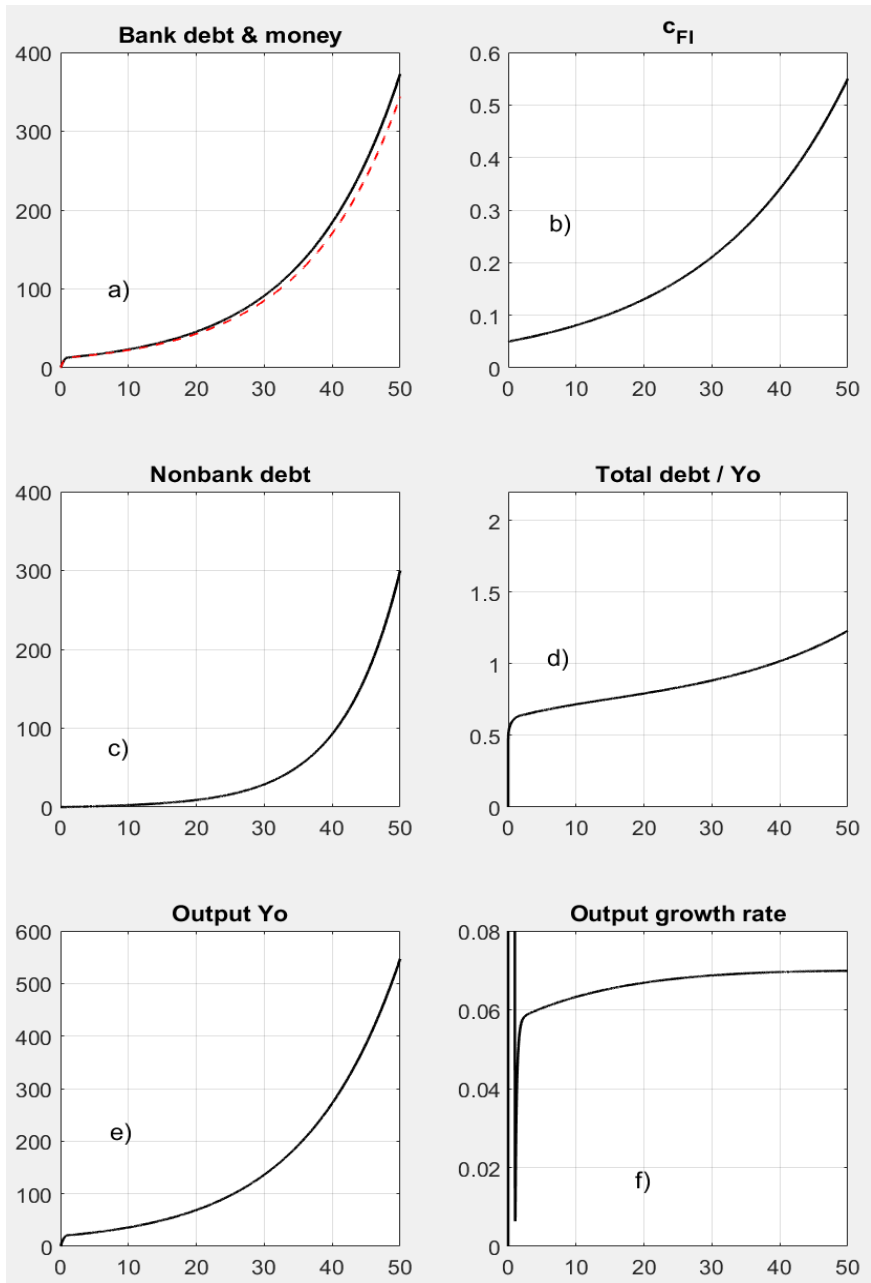 Bank debt & money
400
300
200
100
0
a)
0 10 20 30 40 50
c_FI
0.6
0.5
0.4
0.3
0.2
0.1
0
b)
0 10 20 30 40 50
Nonbank debt
400
300
200
100
0
c)
0 10 20 30 40 50
Total debt / Yo
2
1.5
1
0.5
0
d)
0 10 20 30 40 50
Output Yo
600
500
400
300
200
100
0
e)
0 10 20 30 40 50
Output growth rate
0.08
0.06
0.04
0.02
0
f)
0 10 20 30 40 50